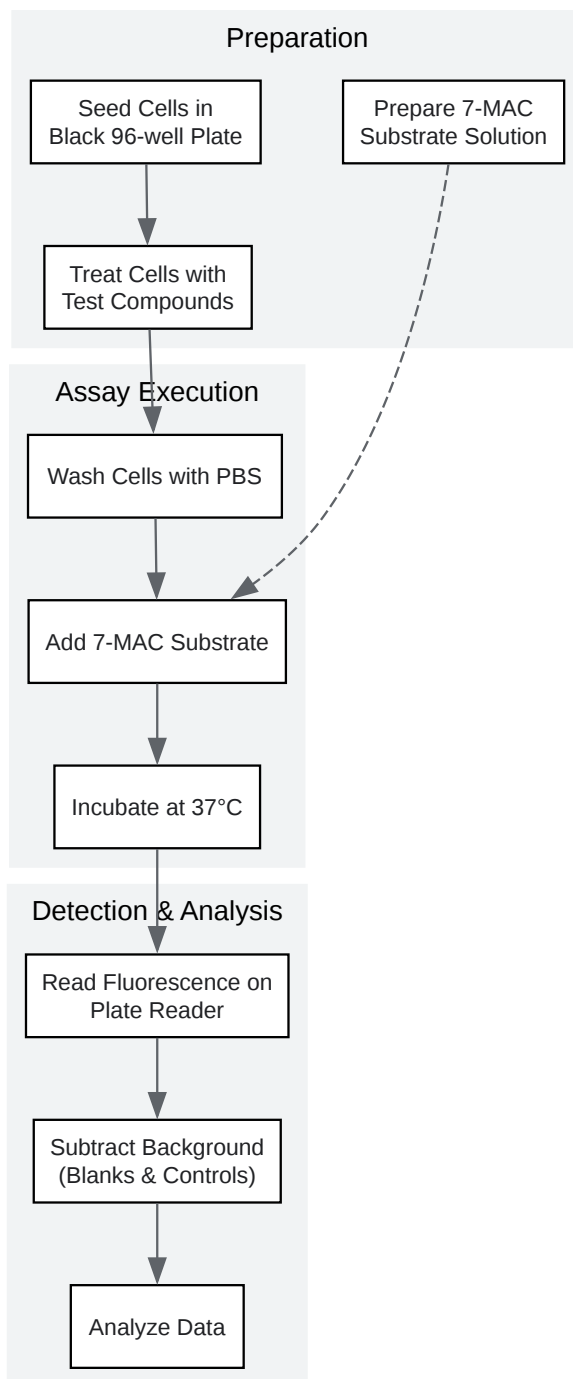 Preparation
Seed Cells in
Black 96-well Plate
Prepare 7-MAC
Substrate Solution
Treat Cells with
Test Compounds
Assay Execution
Wash Cells with PBS
Add 7-MAC Substrate
Incubate at 37°C
Detection & Analysis
Read Fluorescence on
Plate Reader
Subtract Background
(Blanks & Controls)
Analyze Data